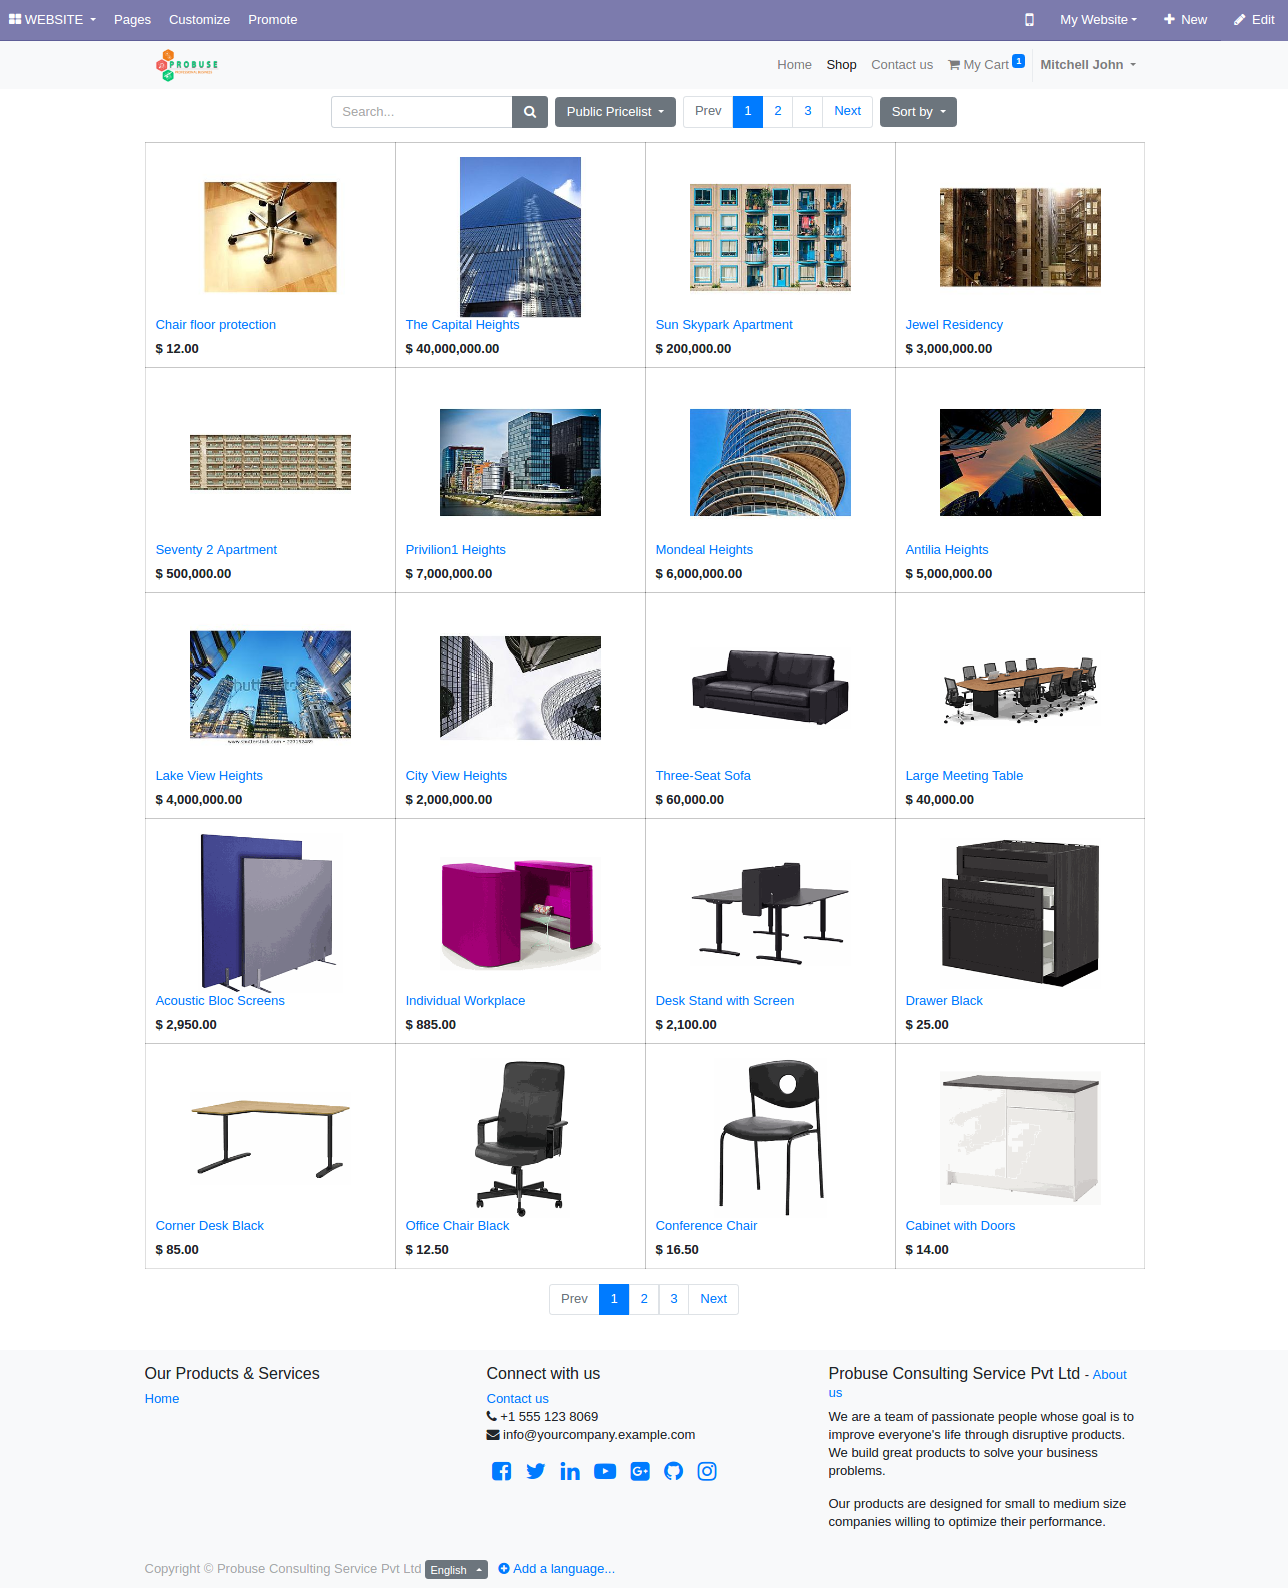 WEBSITE Pages Customize Promote My Website New Edit
PROBUSE Home Shop Contact us My Cart 1 Mitchell John
Search... Public Pricelist Prev 1 2 3 Next Sort by
Chair floor protection The Capital Heights Sun Skypark Apartment Jewel Residency
$ 12.00 $ 40,000,000.00 $ 200,000.00 $ 3,000,000.00
Seventy 2 Apartment Privilion1 Heights Mondeal Heights Antilia Heights
$ 500,000.00 $ 7,000,000.00 $ 6,000,000.00 $ 5,000,000.00
Lake View Heights City View Heights Three-Seat Sofa Large Meeting Table
$ 4,000,000.00 $ 2,000,000.00 $ 60,000.00 $ 40,000.00
Acoustic Bloc Screens Individual Workplace Desk Stand with Screen Drawer Black
$ 2,950.00 $ 885.00 $ 2,100.00 $ 25.00
Corner Desk Black Office Chair Black Conference Chair Cabinet with Doors
$ 85.00 $ 12.50 $ 16.50 $ 14.00
Prev 1 2 3 Next
Our Products & Services
Home
Connect with us
Contact us
+1 555 123 8069
info@yourcompany.example.com
Probuse Consulting Service Pvt Ltd - About
us
We are a team of passionate people whose goal is to
improve everyone's life through disruptive products.
We build great products to solve your business
problems.
Our products are designed for small to medium size
companies willing to optimize their performance.
Copyright © Probuse Consulting Service Pvt Ltd English Add a language...